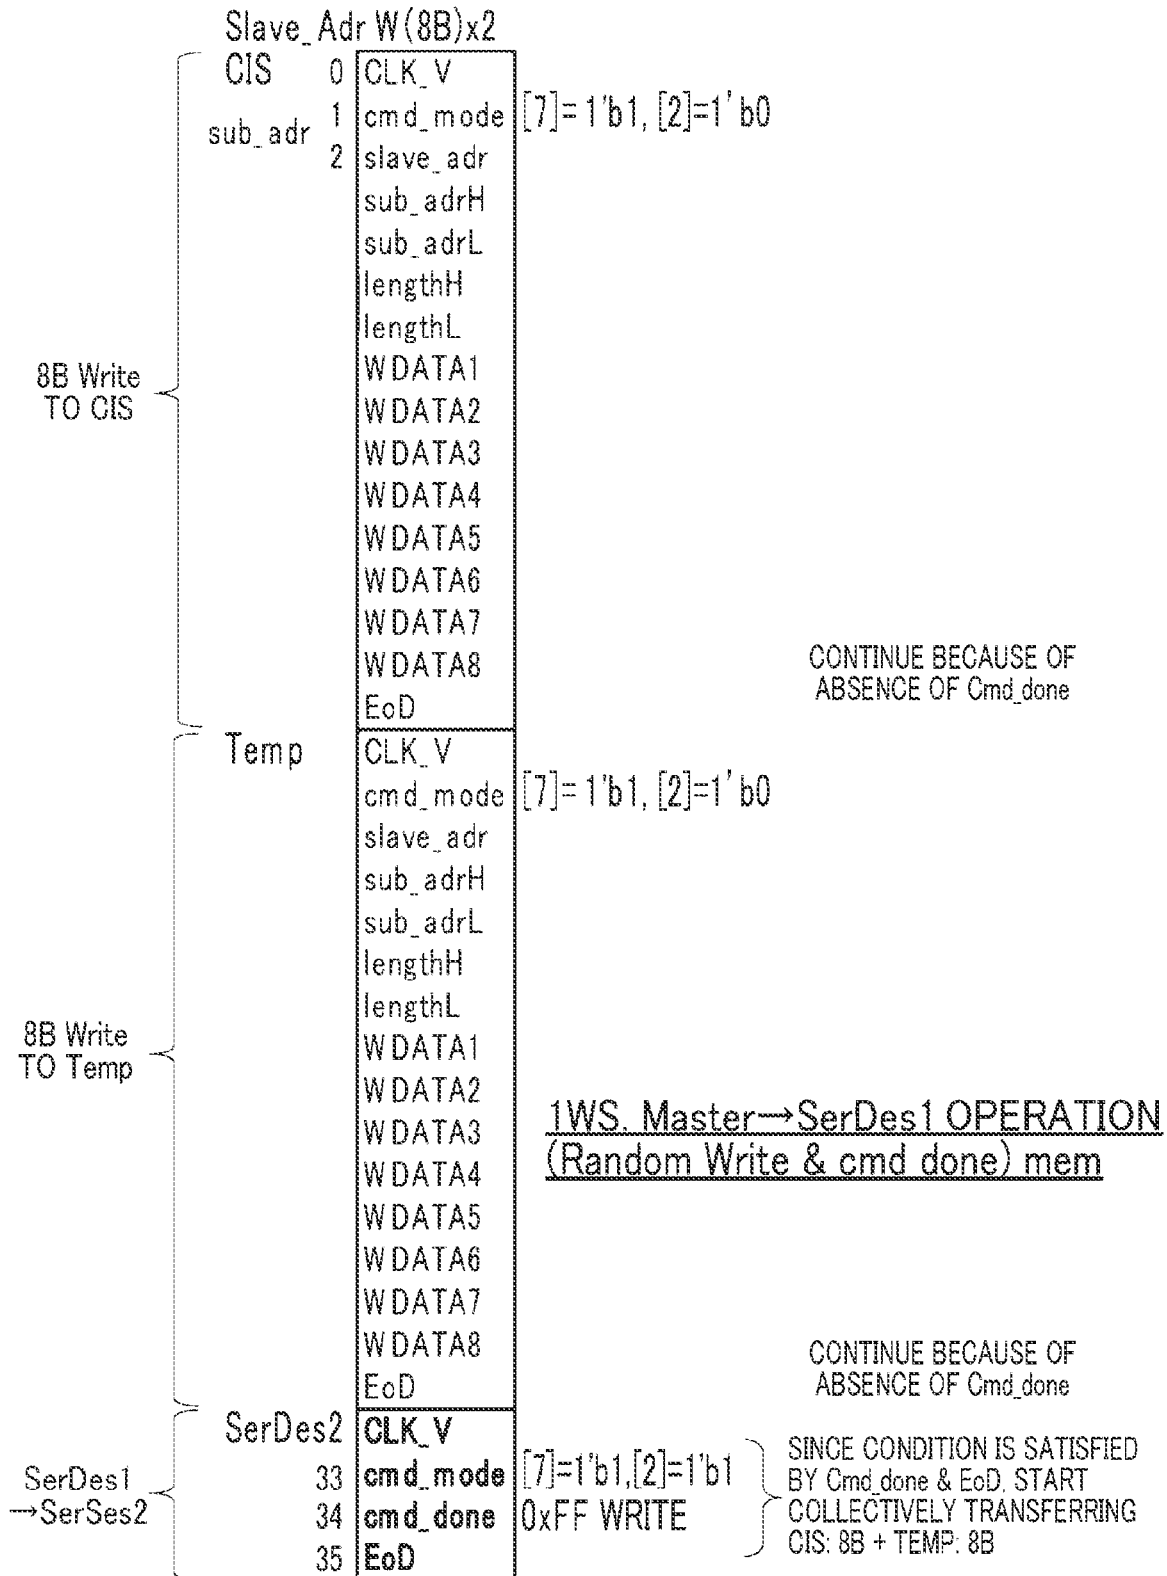 Slave_Adr W(8B)x2
CIS 0 CLK_V
sub_adr 1 cmd_mode [7]=1'b1, [2]=1'b0
2 slave_adr
sub_adrH
sub_adrL
lengthH
lengthL
WDATA1
8B Write
TO CIS
WDATA2
WDATA3
WDATA4
WDATA5
WDATA6
WDATA7
WDATA8
CONTINUE BECAUSE OF
ABSENCE OF Cmd_done
EoD
Temp CLK_V
cmd_mode [7]=1'b1, [2]=1'b0
slave_adr
sub_adrH
sub_adrL
lengthH
lengthL
8B Write
TO Temp
WDATA1
WDATA2
WDATA3
WDATA4
WDATA5
WDATA6
WDATA7
WDATA8
1WS. Master→SerDes1 OPERATION
(Random Write & cmd done) mem
CONTINUE BECAUSE OF
ABSENCE OF Cmd_done
EoD
SerDes2 CLK_V
SerDes1
→SerSes2
33 cmd_mode [7]=1'b1,[2]=1'b1
34 cmd_done 0xFF WRITE
35 EoD
SINCE CONDITION IS SATISFIED
BY Cmd_done & EoD, START
COLLECTIVELY TRANSFERRING
CIS: 8B + TEMP: 8B